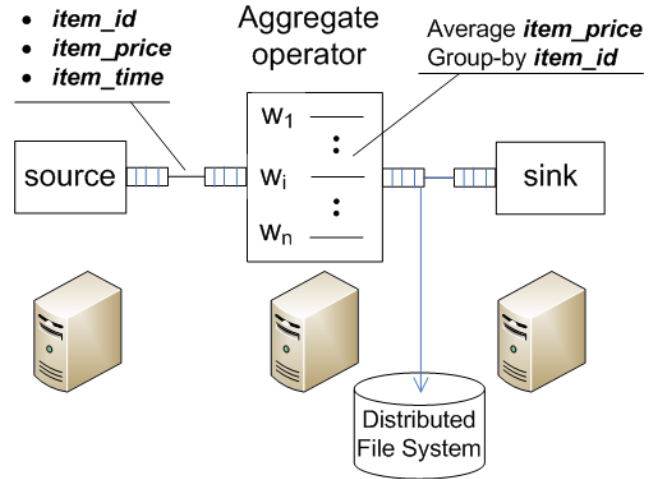 • item_id
• item_price
• item_time
Aggregate
operator
Average item_price
Group-by item_id
source
w1
wi
wn
sink
Distributed
File System